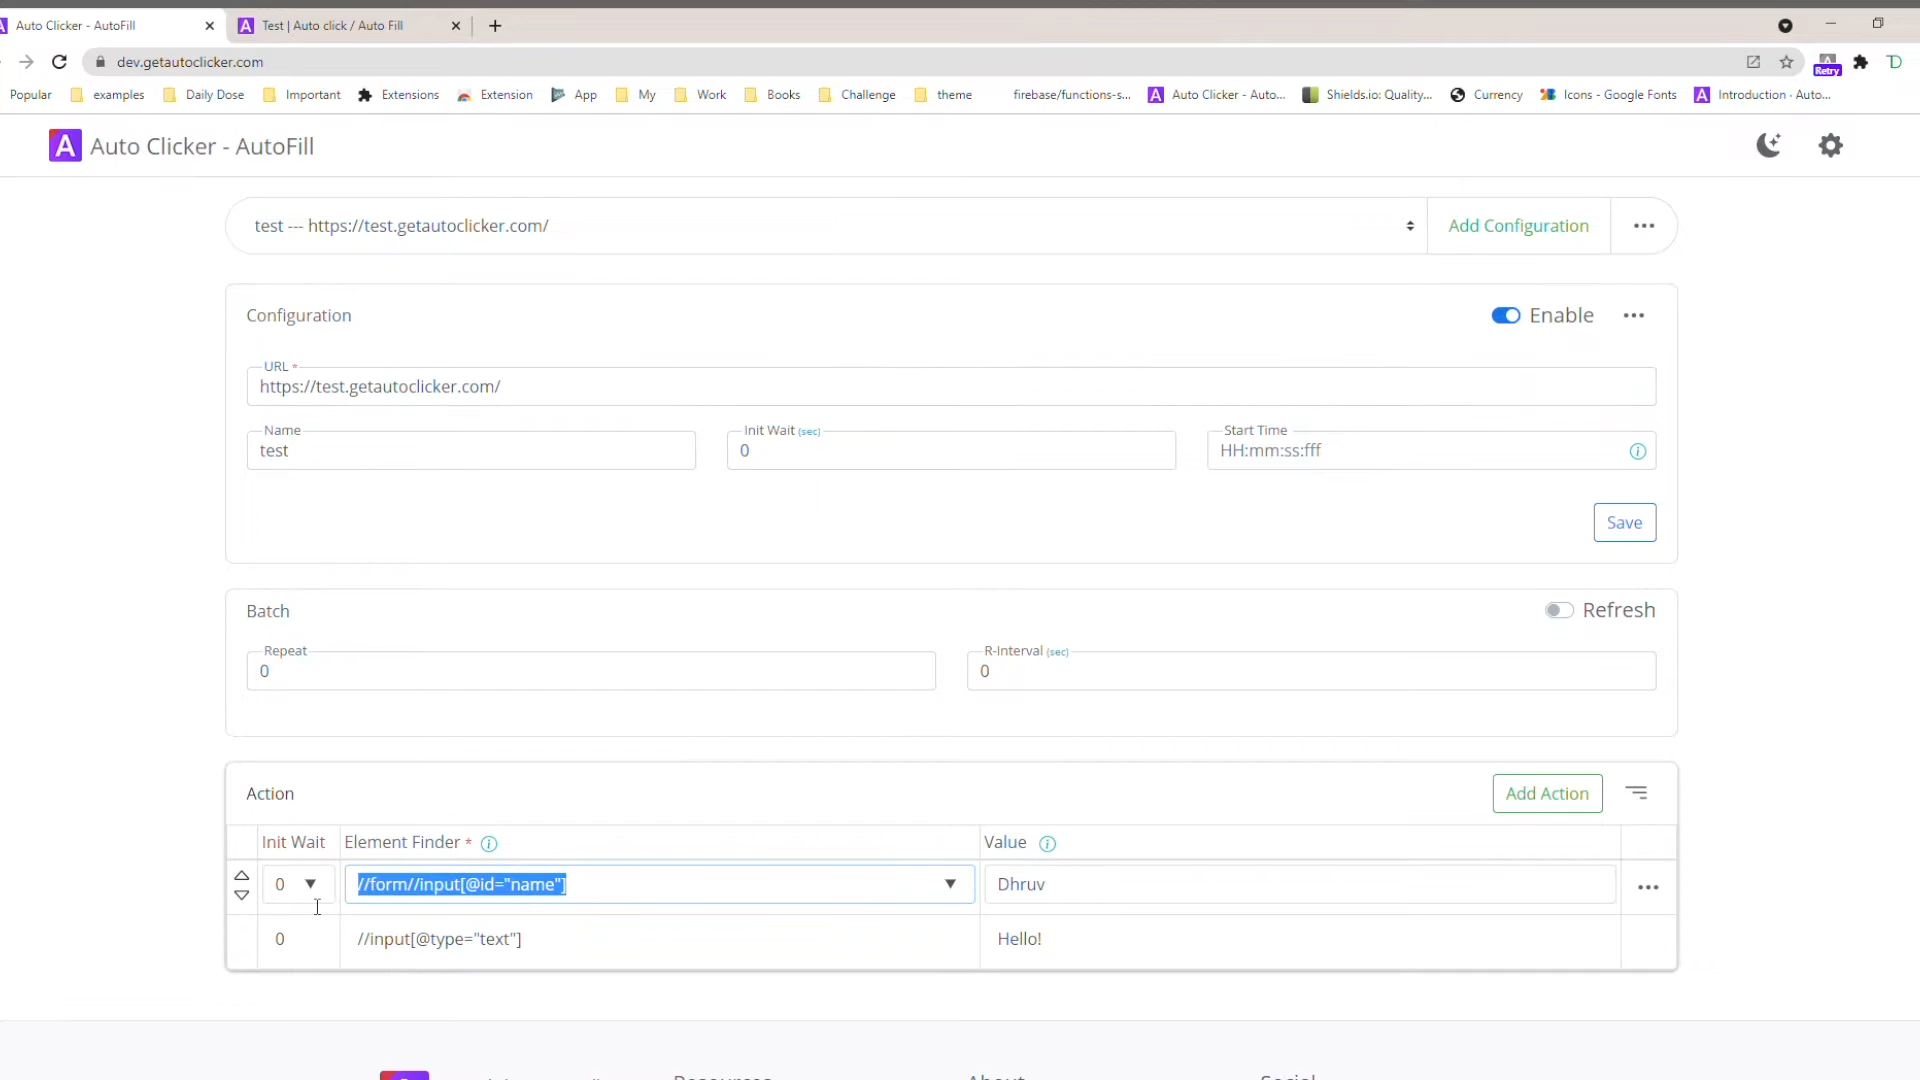 Auto Clicker - AutoFill
Test | Auto click / Auto Fill
dev.getautoclicker.com
Retry
Popular examples Daily Dose Important Extensions Extension App My Work Books Challenge theme firebase/functions-s... Auto Clicker - Auto... Shields.io: Quality... Currency Icons - Google Fonts Introduction · Auto...
A Auto Clicker - AutoFill
test --- https://test.getautoclicker.com/ Add Configuration
Configuration Enable
URL *
https://test.getautoclicker.com/
Name Init Wait (sec) Start Time
test 0 HH:mm:ss:fff
Save
Batch Refresh
Repeat R-Interval (sec)
0 0
Action Add Action
Init Wait Element Finder * Value
0 //form//input[@id="name"] Dhruv
0 //input[@type="text"] Hello!
Resources About Social